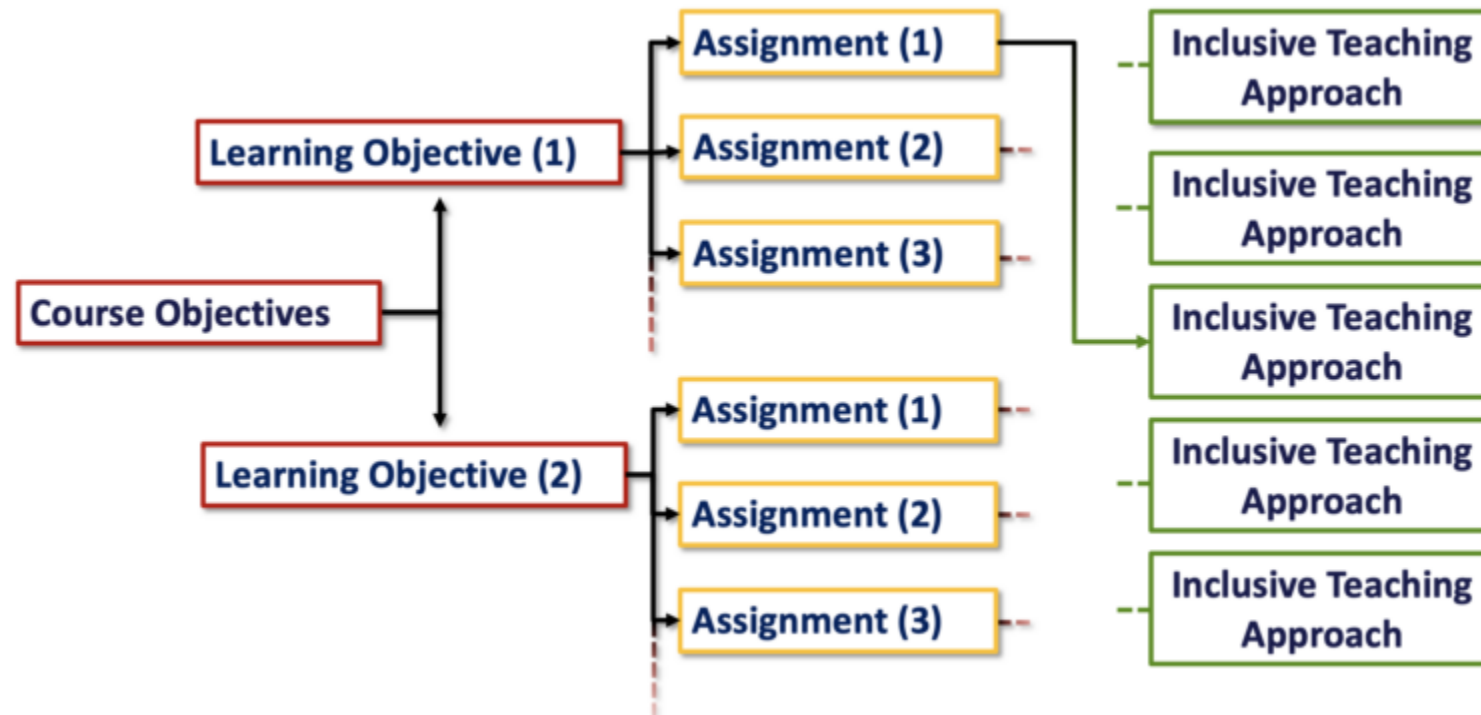 Course Objectives
Learning Objective (1)
Learning Objective (2)
Assignment (1)
Assignment (2)
Assignment (3)
Assignment (1)
Assignment (2)
Assignment (3)
Inclusive Teaching
Approach
Inclusive Teaching
Approach
Inclusive Teaching
Approach
Inclusive Teaching
Approach
Inclusive Teaching
Approach